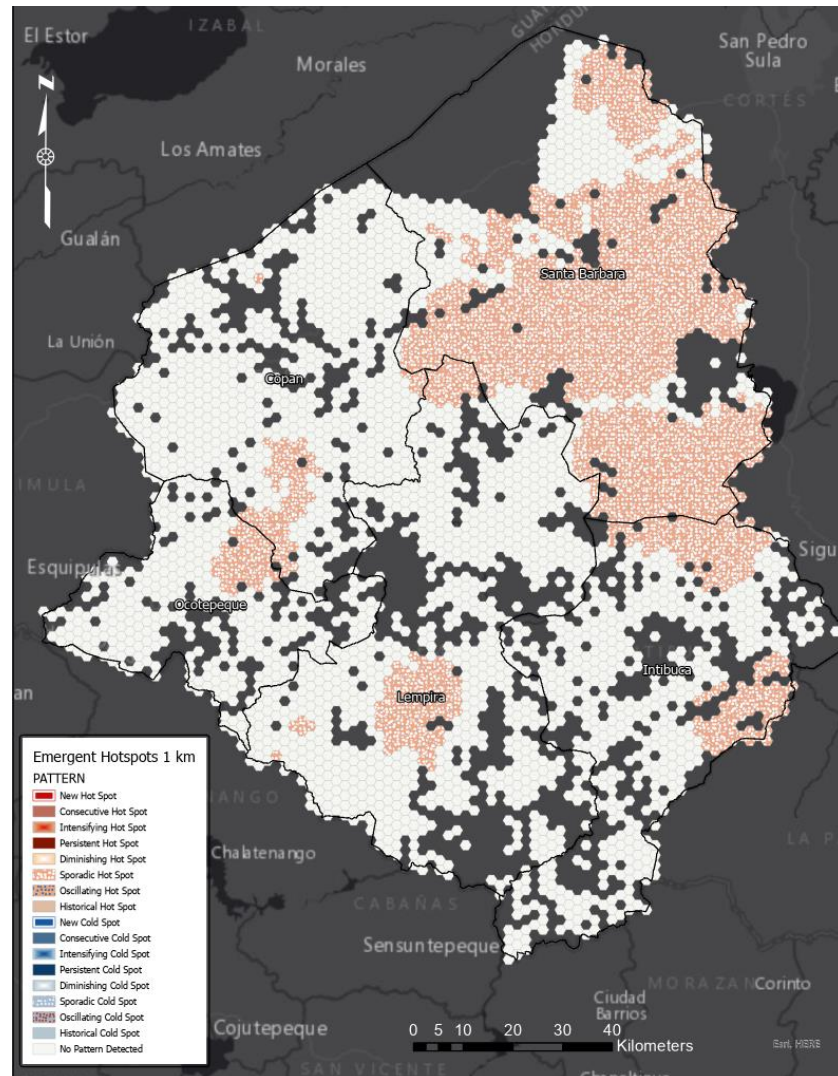 El Estor
IZABAL
Morales
San Pedro
Sula
CORTÉS
N
Los Amates
Gualán
Santa Barbara
La Unión
Copan
Esquipulas
Ocotepeque
Lempira
Intibuca
Emergent Hotspots 1 km
PATTERN
New Hot Spot
Consecutive Hot Spot
Intensifying Hot Spot
Persistent Hot Spot
Diminishing Hot Spot
Sporadic Hot Spot
Oscillating Hot Spot
Historical Hot Spot
New Cold Spot
Consecutive Cold Spot
Intensifying Cold Spot
Persistent Cold Spot
Diminishing Cold Spot
Sporadic Cold Spot
Oscillating Cold Spot
Historical Cold Spot
No Pattern Detected
Chalatenango
CABAÑAS
Sensuntepeque
MORAZAN
Corinto
Ciudad
Barrios
Cojutepeque
SAN VICENTE
0 5 10 20 30 40
Kilometers
Esri, HERE